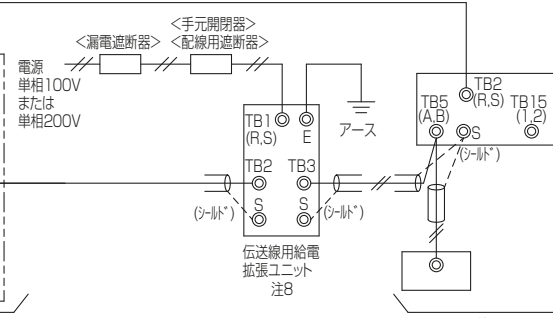 <手元開閉器>
<漏電遮断器> <配線用遮断器>
電源
単相100V
または
単相200V
TB1
(R,S)
E
アース
TB2
(R,S)
TB5
(A,B)
TB15
(1,2)
S
(シールド)
TB2
TB3
S
S
(シールド)
(シールド)
伝送線用給電
拡張ユニット
注8